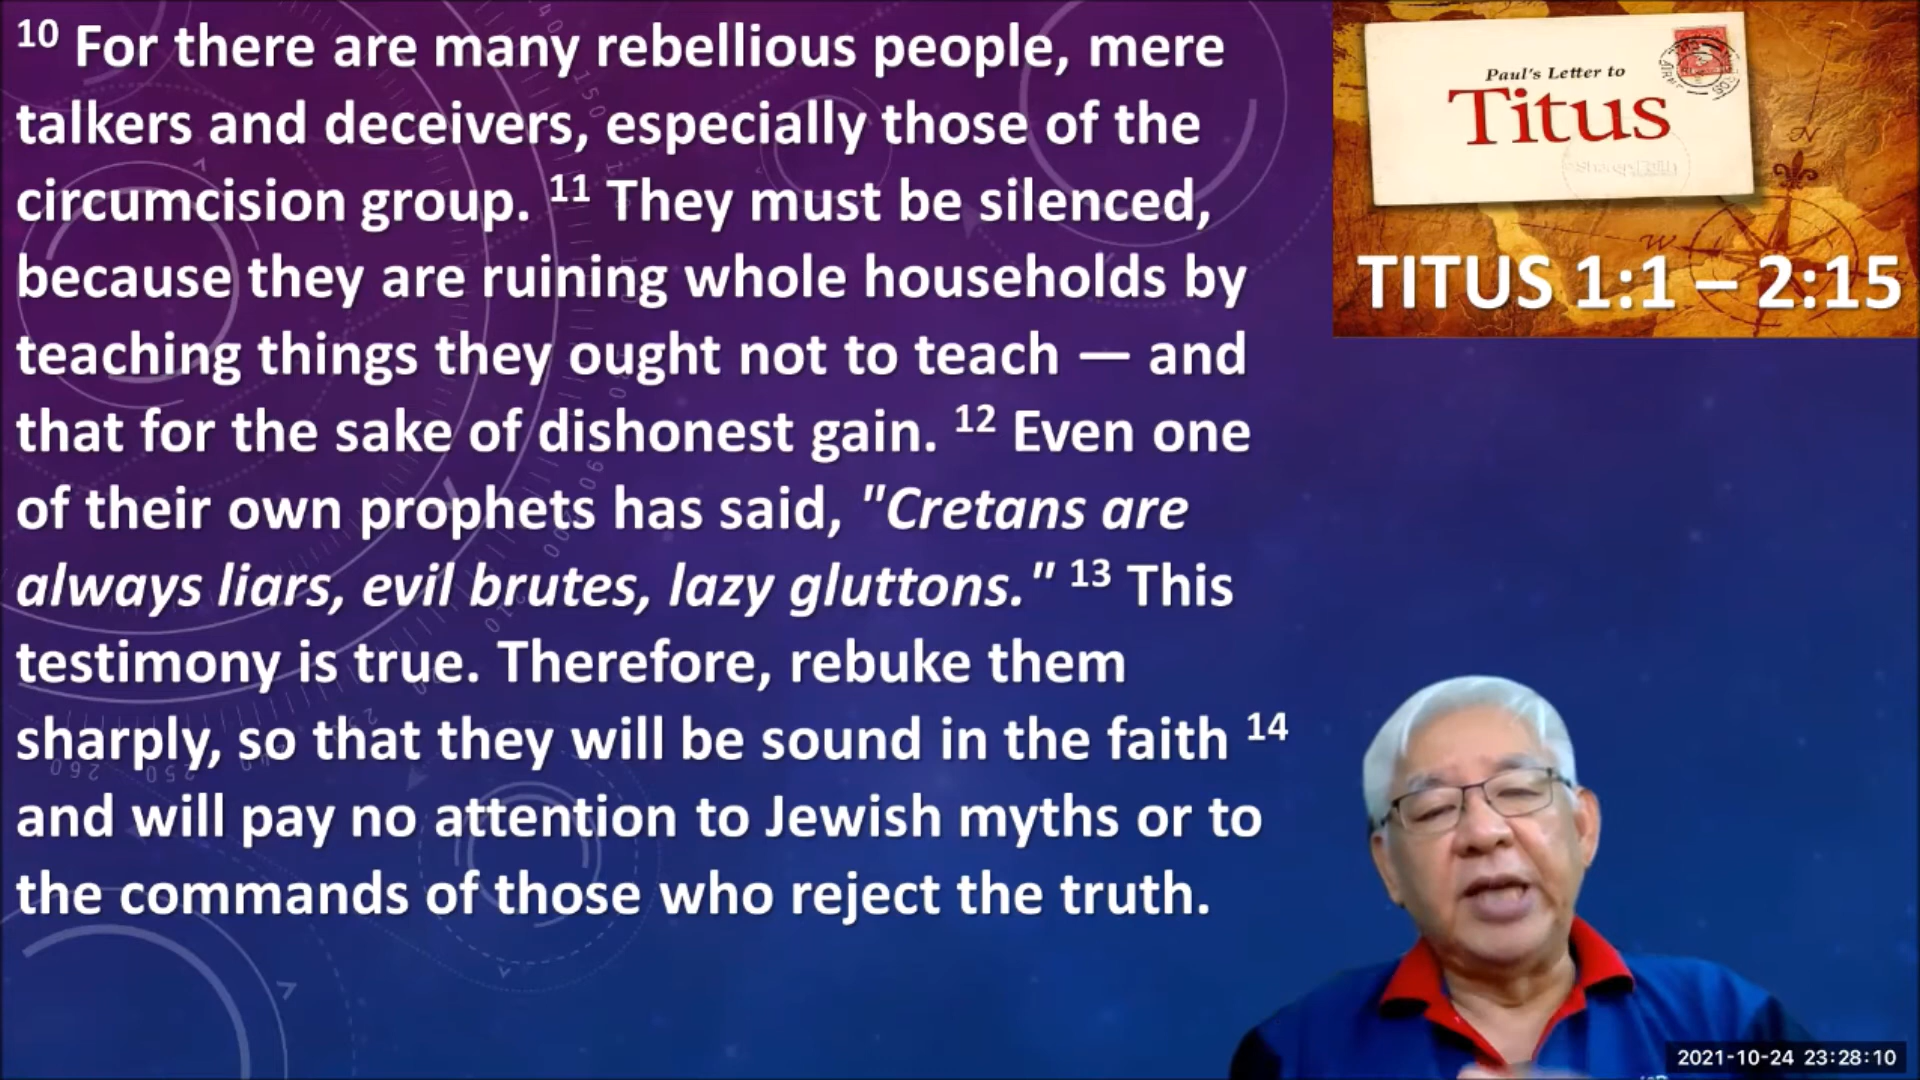 10 For there are many rebellious people, mere
talkers and deceivers, especially those of the
circumcision group. 11 They must be silenced,
because they are ruining whole households by
teaching things they ought not to teach — and
that for the sake of dishonest gain. 12 Even one
of their own prophets has said, "Cretans are
always liars, evil brutes, lazy gluttons." 13 This
testimony is true. Therefore, rebuke them
sharply, so that they will be sound in the faith 14
and will pay no attention to Jewish myths or to
the commands of those who reject the truth.
Paul's Letter to
Titus
N
W
TITUS 1:1 – 2:15
2021-10-24 23:28:10